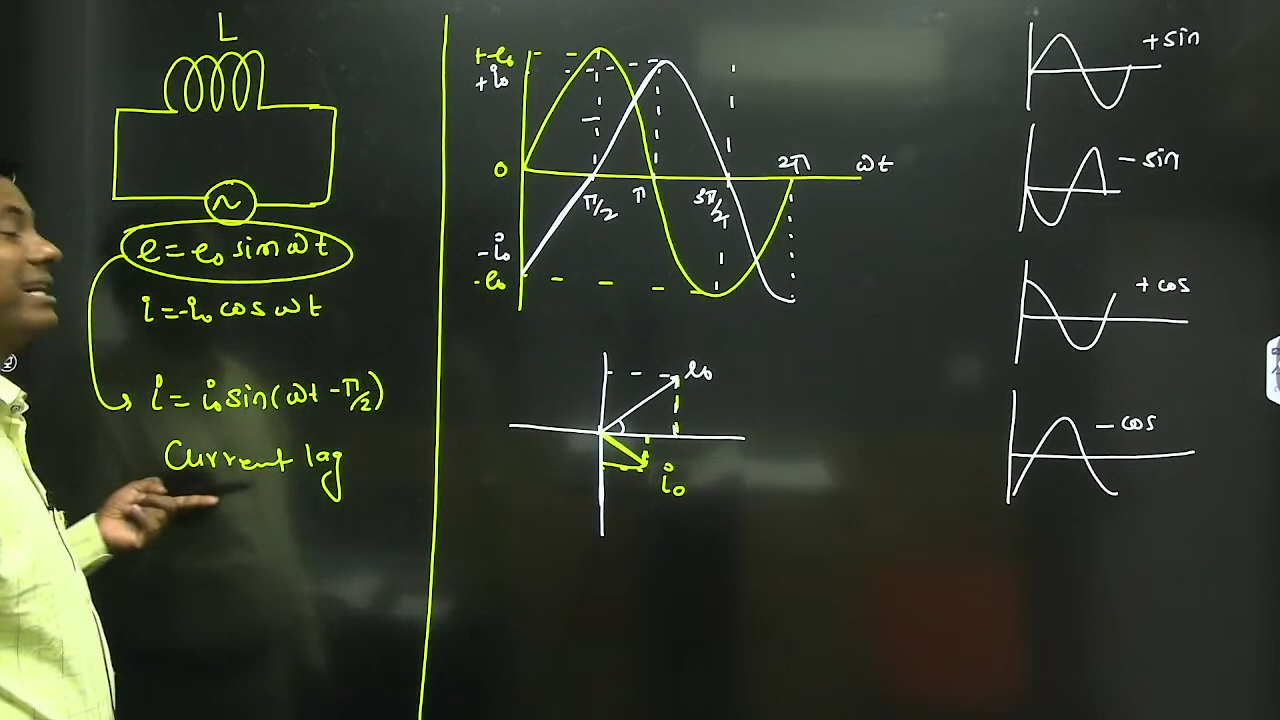 L
~
e = e₀ sin ωt
i = -i₀ cos ωt
i = i₀ sin(ωt - π/2)
Current lag
+e₀
+i₀
0
-i₀
-e₀
π/2
π
3π/2
2π
ωt
e₀
i₀
+ sin
- sin
+ cos
- cos